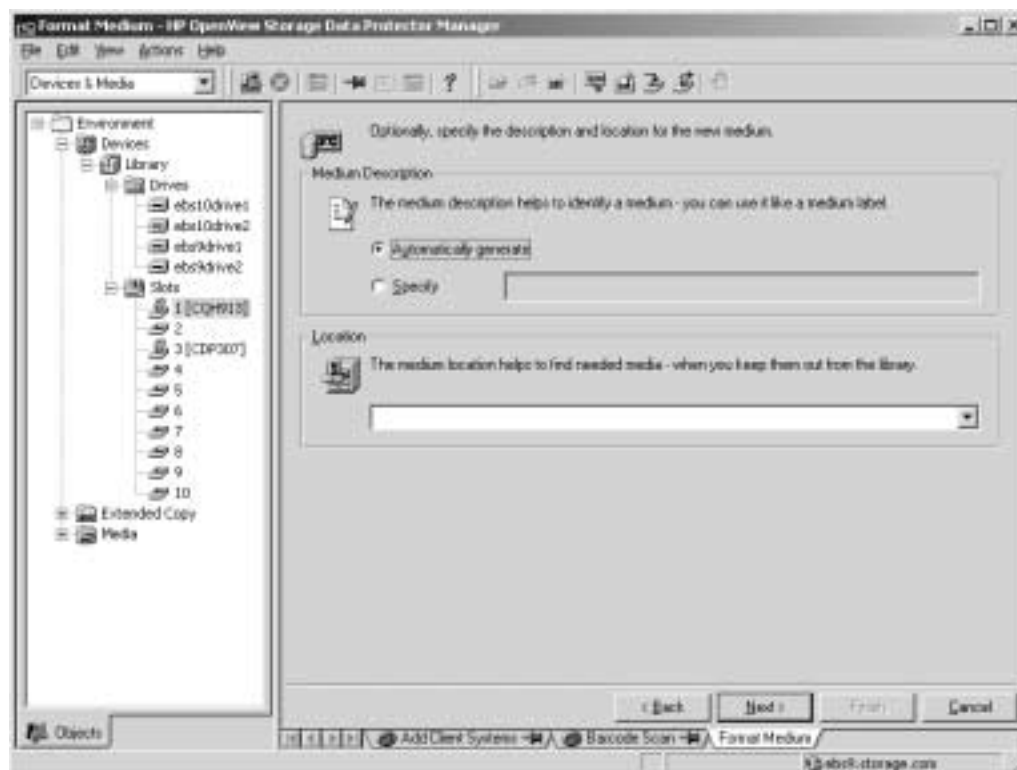 Format Medium - HP OpenView Storage Data Protector Manager
File Edit View Actions Help
Devices & Media
Environment
Devices
Library
Drives
ebs10drive1
ebs10drive2
ebs9drive1
ebs9drive2
Slots
1 [CQH913]
2
3 [CDP307]
4
5
6
7
8
9
10
Extended Copy
Media
Objects
Optionally, specify the description and location for the new medium.
Medium Description
The medium description helps to identify a medium - you can use it like a medium label.
Automatically generate
Specify
Location
The medium location helps to find needed media - when you keep them out from the library.
< Back Next > Finish Cancel
Add Client Systems Barcode Scan Format Medium
ebs9.storage.com